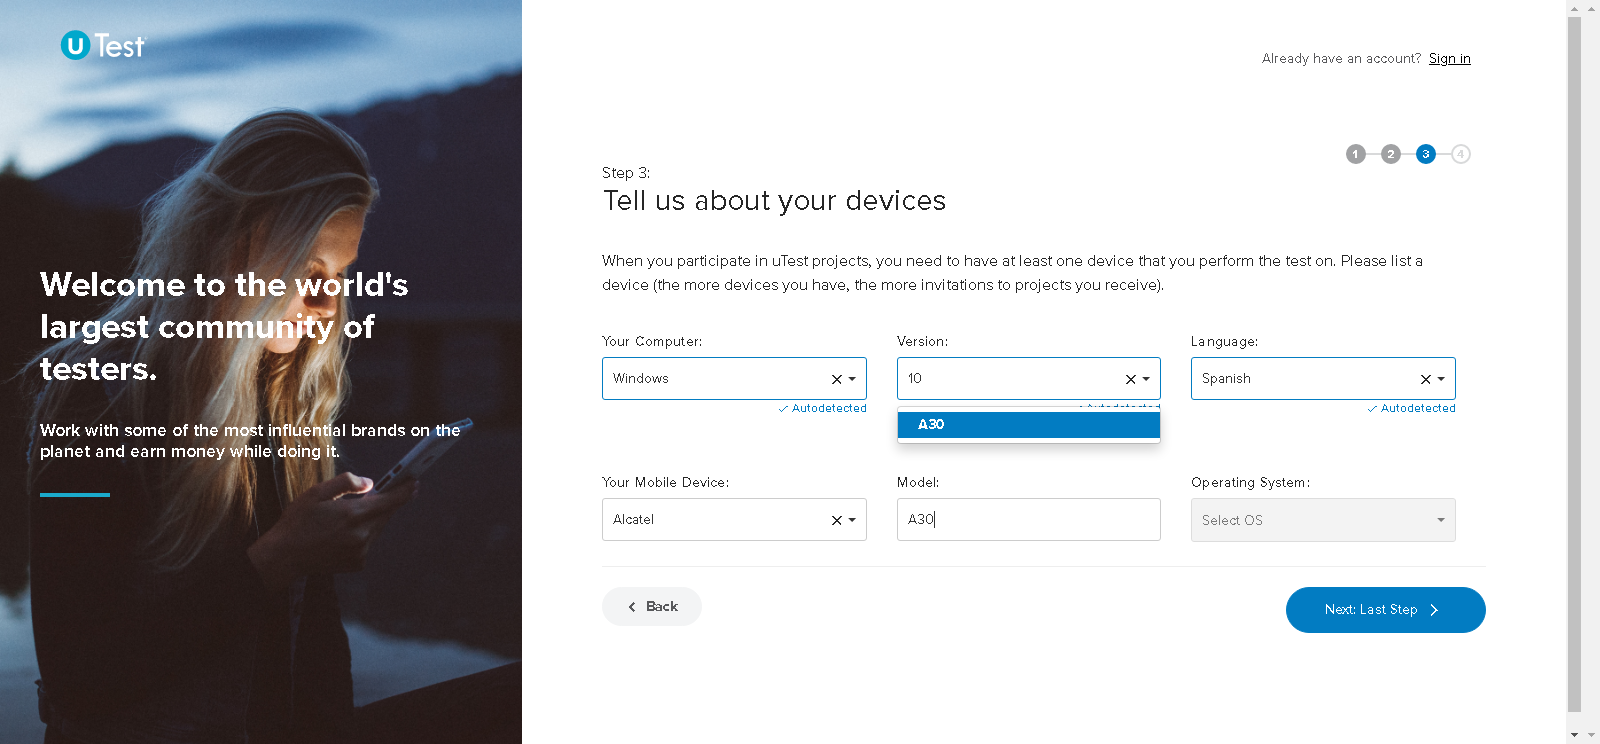 U Test
Welcome to the world's
largest community of
testers.
Work with some of the most influential brands on the
planet and earn money while doing it.
Already have an account? Sign in
1 2 3 4
Step 3:
Tell us about your devices
When you participate in uTest projects, you need to have at least one device that you perform the test on. Please list a
device (the more devices you have, the more invitations to projects you receive).
Your Computer: Version: Language:
Windows 10 Spanish
Autodetected Autodetected Autodetected
A30
Your Mobile Device: Model: Operating System:
Alcatel A30 Select OS
Back Next: Last Step